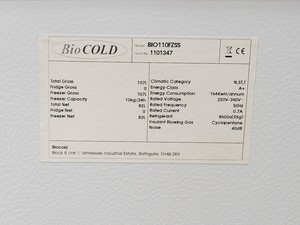 BioCOLD
Model: BIO110FZSS
Serial No: 1101347
Total Gross 107L
Fridge Gross 0
Freezer Gross 107L
Freezer Capacity 10kg/24h
Total Net 82L
Fridge Net 0
Freezer Net 82L
Climatic Category N,ST,T
Energy Class A+
Energy Consumption 164KwH/annum
Rated Voltage 220V-240V~
Rated Frequency 50Hz
Rated Current 0.7A
Refrigerant R600a(55g)
Insulant Blowing Gas Cyclopentane
Noise 40dB
Biocold
Block 8 Unit 1, Whiteside Industrial Estate, Bathgate, EH48 2RX